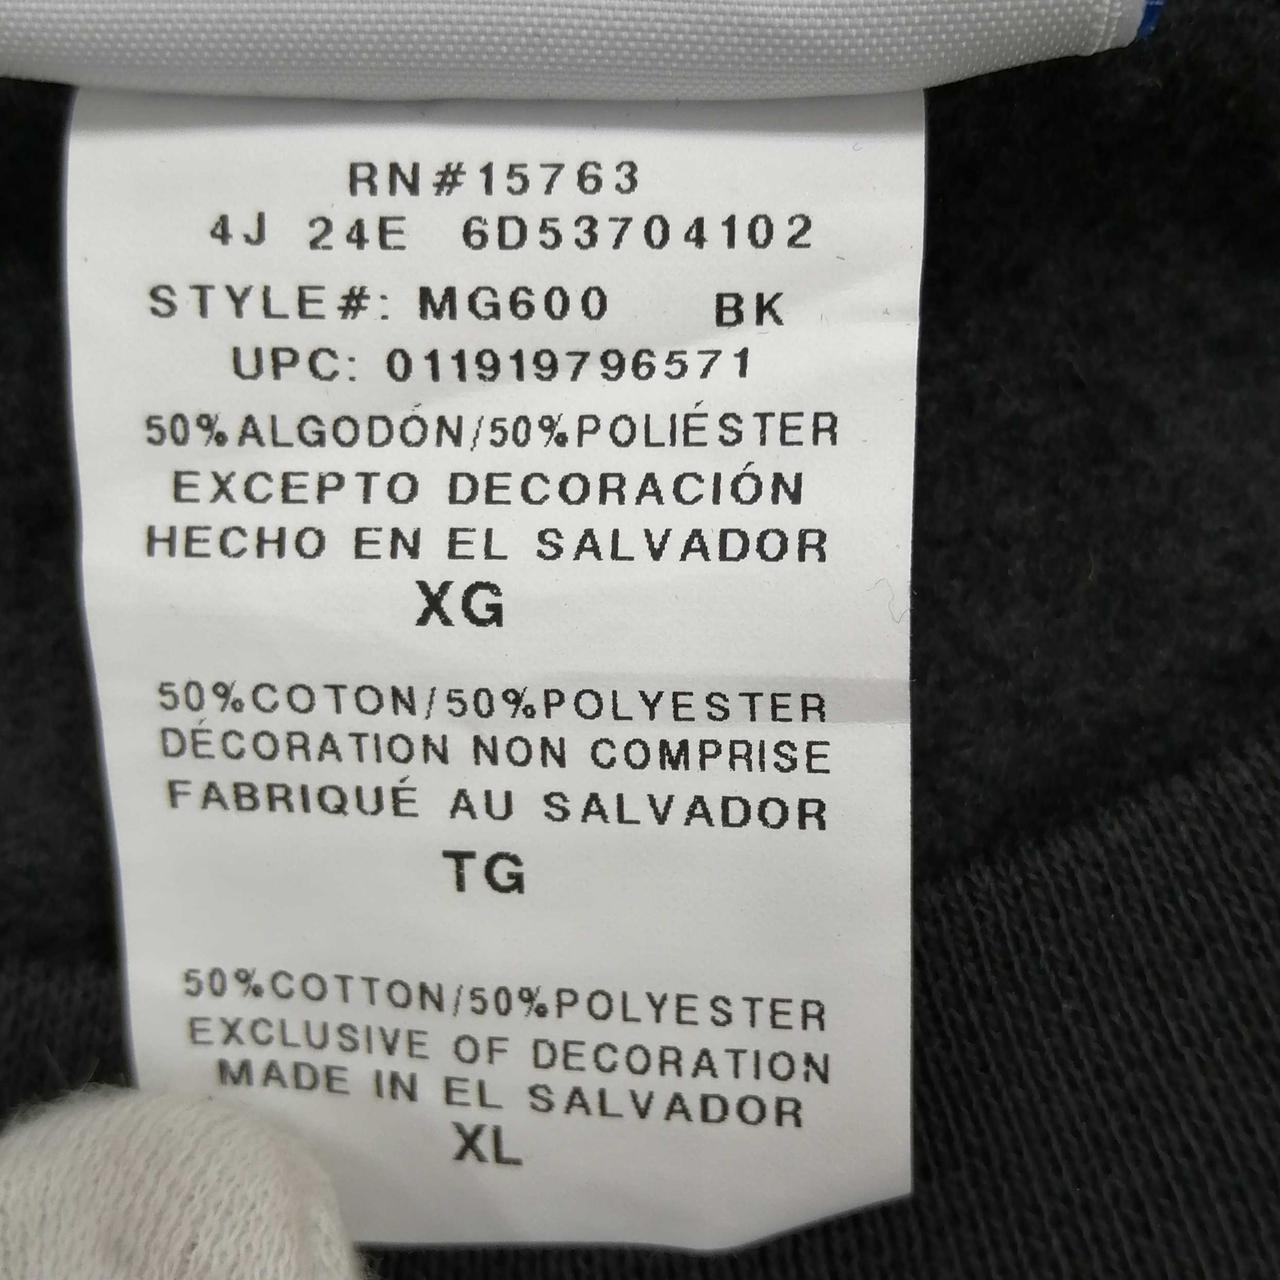 RN#15763
4J 24E 6D53704102
STYLE#: MG600 BK
UPC: 011919796571
50%ALGODÓN/50%POLIÉSTER
EXCEPTO DECORACIÓN
HECHO EN EL SALVADOR
XG
50%COTON/50%POLYESTER
DÉCORATION NON COMPRISE
FABRIQUÉ AU SALVADOR
TG
50%COTTON/50%POLYESTER
EXCLUSIVE OF DECORATION
MADE IN EL SALVADOR
XL